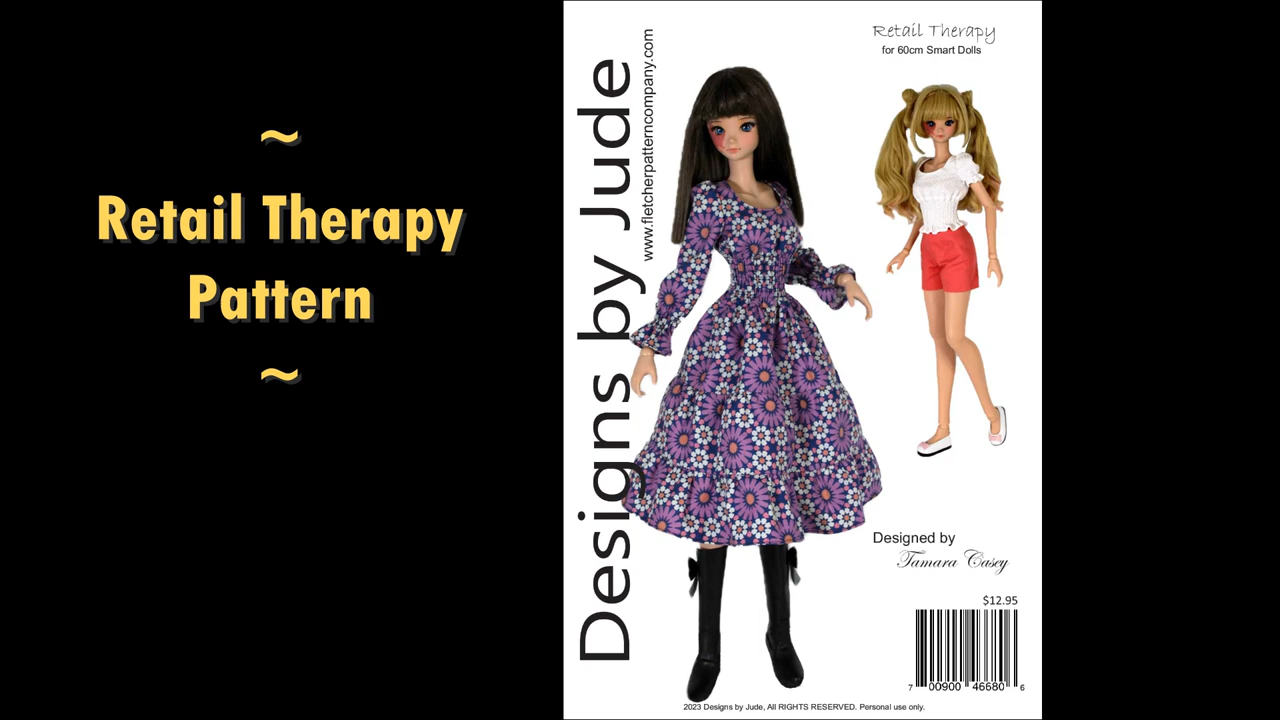 ~
Retail Therapy
Pattern
~
Designs by Jude
www.fletcherpatterncompany.com
Retail Therapy
for 60cm Smart Dolls
Designed by
Tamara Casey
$12.95
7 00900 46680 6
2023 Designs by Jude, All RIGHTS RESERVED. Personal use only.